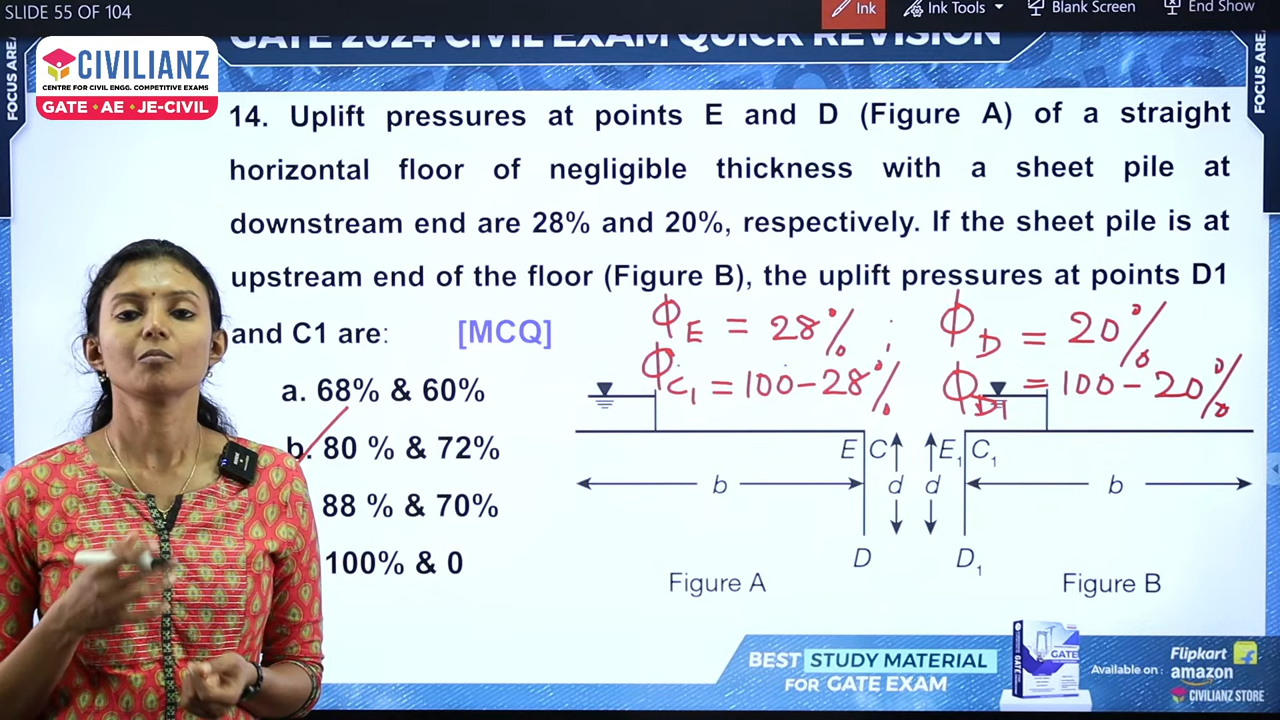 SLIDE 55 OF 104
Ink
Ink Tools
Blank Screen
End Show
GATE 2024 CIVIL EXAM QUICK REVISION
FOCUS AREA
FOCUS AREA
CIVILIANZ
CENTRE FOR CIVIL ENGG. COMPETITIVE EXAMS
GATE AE JE-CIVIL
14. Uplift pressures at points E and D (Figure A) of a straight
horizontal floor of negligible thickness with a sheet pile at
downstream end are 28% and 20%, respectively. If the sheet pile is at
upstream end of the floor (Figure B), the uplift pressures at points D1
and C1 are: [MCQ]
ϕE = 28% ; ϕD = 20%
ϕC1 = 100-28% ϕD1 = 100-20%
a. 68% & 60%
b. 80 % & 72%
88 % & 70%
100% & 0
E C d d E1 C1
b b
D D1
Figure A Figure B
BEST STUDY MATERIAL
FOR GATE EXAM
GATE
Available on :
Flipkart
amazon
CIVILIANZ STORE